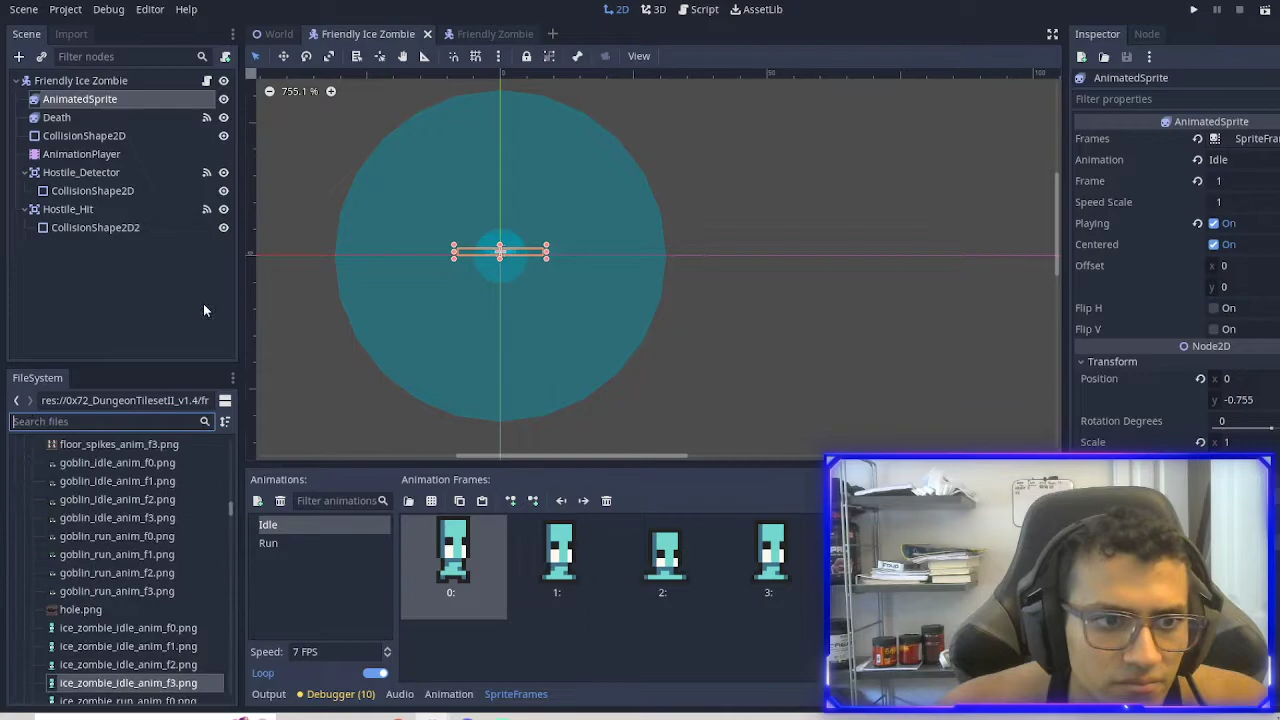 Scene Project Debug Editor Help
2D 3D Script AssetLib
Scene Import
World Friendly Ice Zombie Friendly Zombie
Inspector Node
Filter nodes
View
Friendly Ice Zombie
AnimatedSprite
Death
CollisionShape2D
AnimationPlayer
Hostile_Detector
CollisionShape2D
Hostile_Hit
CollisionShape2D2
0 50 100
755.1 %
AnimatedSprite
Filter properties
AnimatedSprite
Frames SpriteFran
Animation Idle
Frame 1
Speed Scale 1
Playing On
Centered On
Offset x 0
y 0
Flip H On
Flip V On
Node2D
Transform
Position x 0
y -0.755
Rotation Degrees 0
Scale x 1
FileSystem
res://0x72_DungeonTilesetII_v1.4/fr
Search files
floor_spikes_anim_f3.png
goblin_idle_anim_f0.png
goblin_idle_anim_f1.png
goblin_idle_anim_f2.png
goblin_idle_anim_f3.png
goblin_run_anim_f0.png
goblin_run_anim_f1.png
goblin_run_anim_f2.png
goblin_run_anim_f3.png
hole.png
ice_zombie_idle_anim_f0.png
ice_zombie_idle_anim_f1.png
ice_zombie_idle_anim_f2.png
ice_zombie_idle_anim_f3.png
ice_zombie_run_anim_f0.png
Animations: Animation Frames:
Filter animations
Idle
Run
0: 1: 2: 3:
Speed: 7 FPS
Loop
Output Debugger (10) Audio Animation SpriteFrames